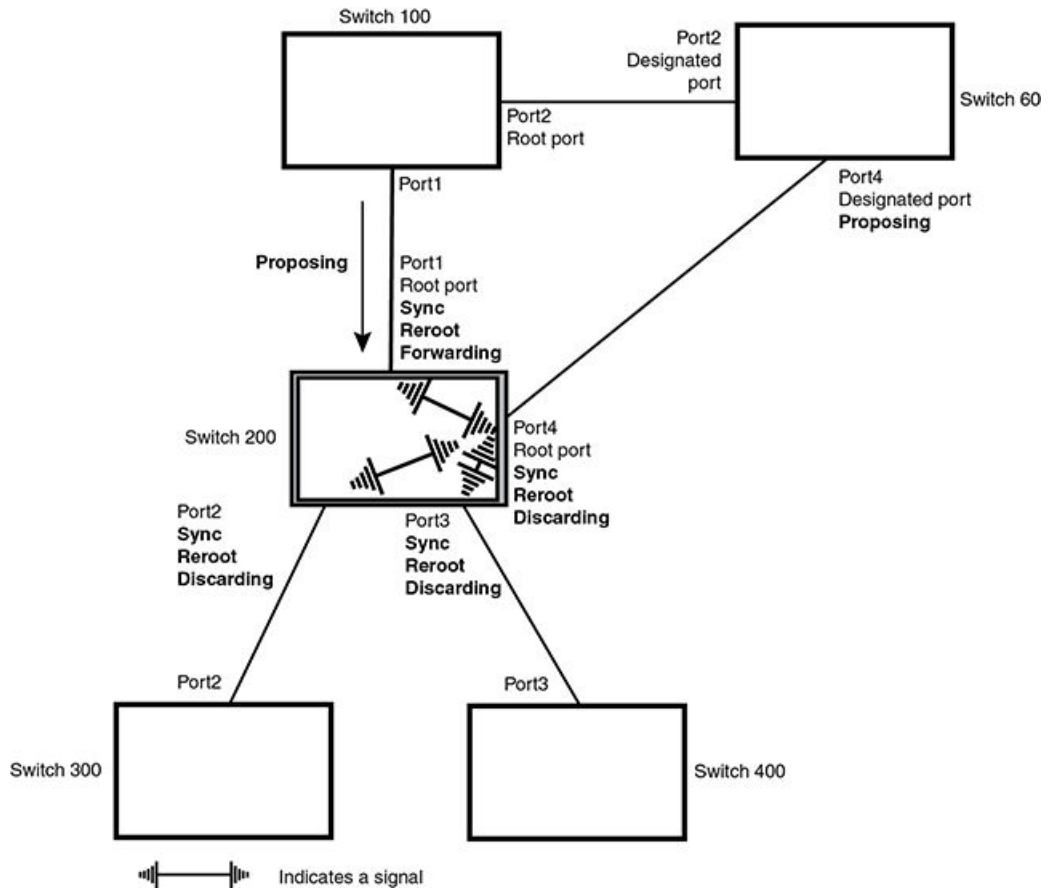 Switch 100
Port2
Designated
port
Switch 60
Port2
Root port
Port1
Port4
Designated port
Proposing
Proposing
Port1
Root port
Sync
Reroot
Forwarding
Switch 200
Port4
Root port
Sync
Reroot
Discarding
Port2
Sync
Reroot
Discarding
Port3
Sync
Reroot
Discarding
Port2
Port3
Switch 300
Switch 400
Indicates a signal